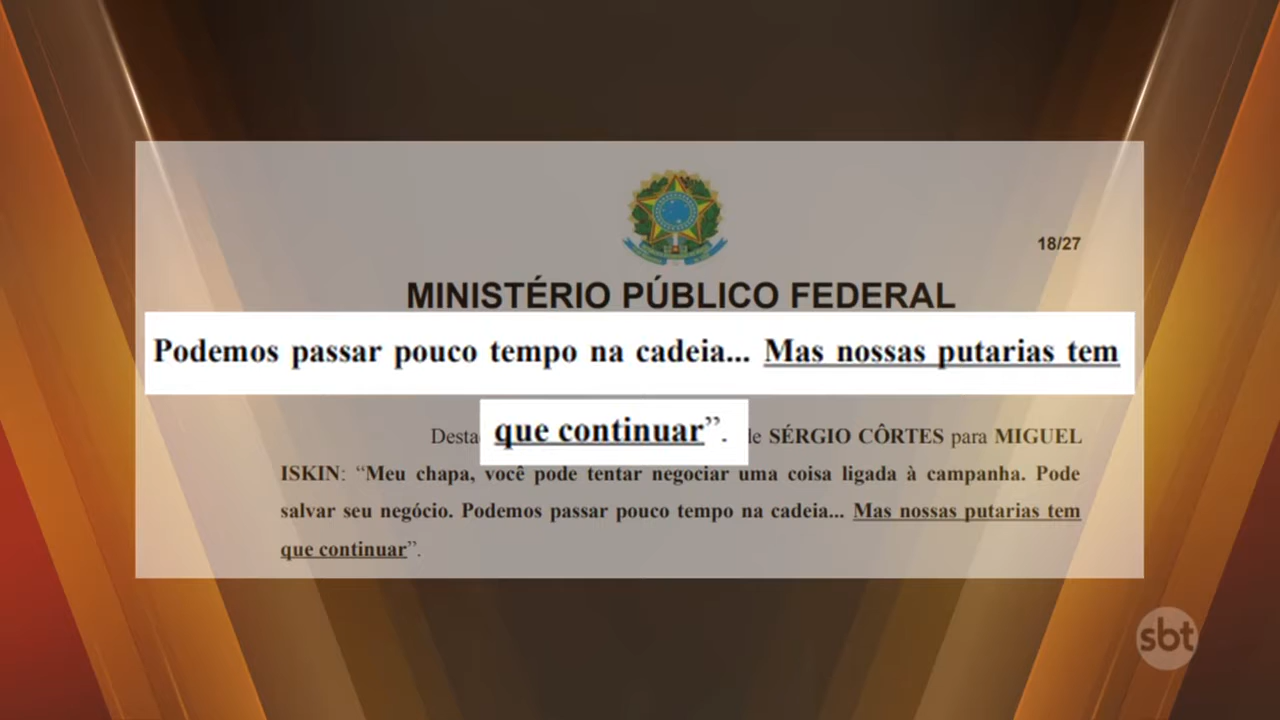 18/27
MINISTÉRIO PÚBLICO FEDERAL
Podemos passar pouco tempo na cadeia... Mas nossas putarias tem
que continuar”.
Desta
SÉRGIO CÔRTES para MIGUEL
ISKIN: “Meu chapa, você pode tentar negociar uma coisa ligada à campanha. Pode
salvar seu negócio. Podemos passar pouco tempo na cadeia... Mas nossas putarias tem
que continuar”.
sbt